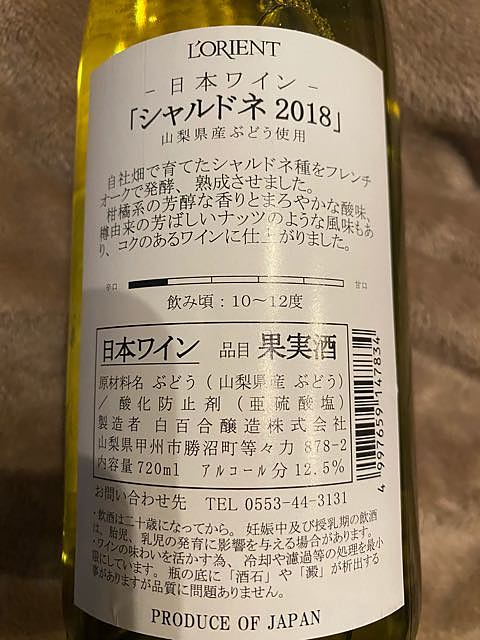 L'ORIENT
- 日本ワイン -
「シャルドネ 2018」
山梨県産ぶどう使用
自社畑で育てたシャルドネ種をフレンチ
オークで発酵、熟成させました。
柑橘系の芳醇な香りとまろやかな酸味、
樽由来の芳ばしいナッツのような風味もあ
り、コクのあるワインに仕上がりました。
辛口 甘口
飲み頃：10～12度
日本ワイン 品目 果実酒
原材料名 ぶどう (山梨県産 ぶどう)
/ 酸化防止剤 (亜硫酸塩)
製造者 白百合醸造株式会社
山梨県甲州市勝沼町等々力 878-2
内容量720ml アルコール分 12.5%
4 997659 147834
お問い合わせ先 TEL 0553-44-3131
・飲酒は二十歳になってから。妊娠中及び授乳期の飲酒
は、胎児、乳児の発育に影響を与える場合があります。
・ワインの味わいを活かす為、冷却や濾過等の処理を最小
限にしています。瓶の底に「酒石」や「澱」が析出する
事がありますが品質に問題ありません。
PRODUCE OF JAPAN